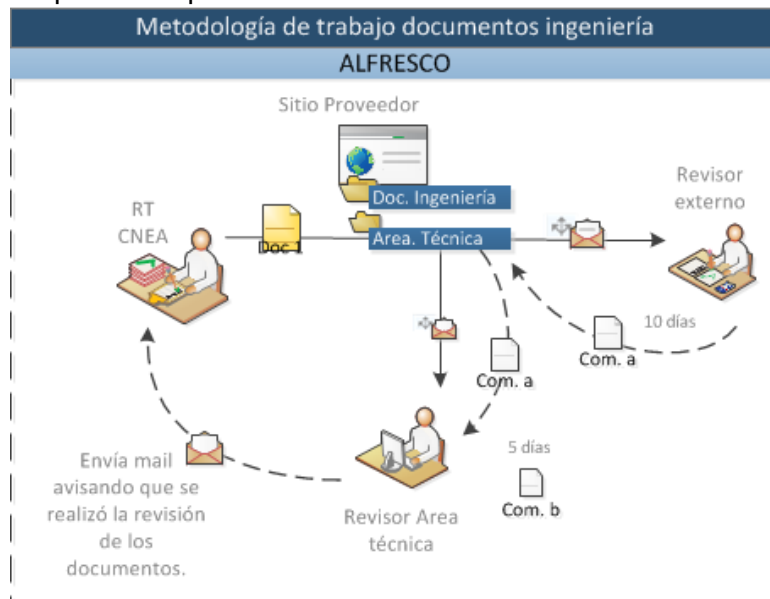 Metodología de trabajo documentos ingeniería
ALFRESCO
Sitio Proveedor
Doc. Ingeniería
Area. Técnica
RT
CNEA
Doc 1
Revisor
externo
10 días
Com. a
Com. a
5 días
Com. b
Revisor Area
técnica
Envía mail
avisando que se
realizó la revisión
de los
documentos.